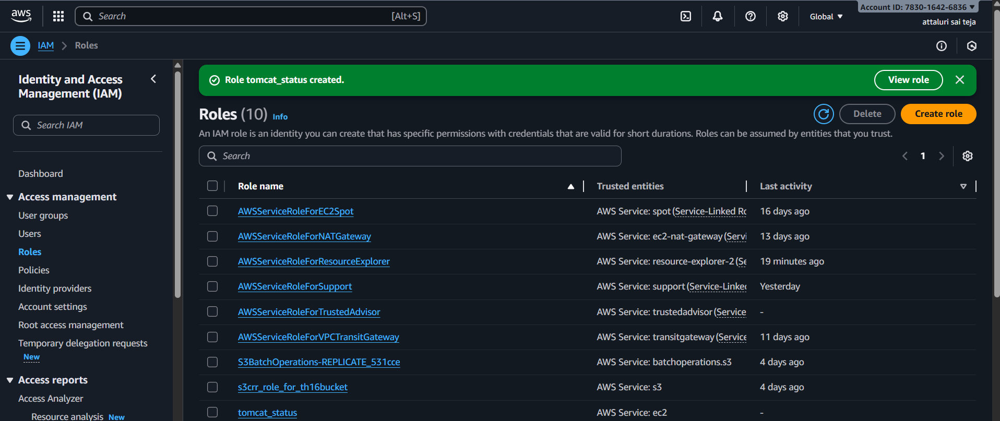 aws
Search [Alt+S]
Global
Account ID: 7830-1642-6836
attaluri sai teja
IAM
Roles
Identity and Access
Management (IAM)
Search IAM
Dashboard
Access management
User groups
Users
Roles
Policies
Identity providers
Account settings
Root access management
Temporary delegation requests
New
Access reports
Access Analyzer
Resource analysis New
Role tomcat_status created.
View role
Roles (10) Info
Delete
Create role
An IAM role is an identity you can create that has specific permissions with credentials that are valid for short durations. Roles can be assumed by entities that you trust.
Search
1
Role name Trusted entities Last activity
AWSServiceRoleForEC2Spot AWS Service: spot (Service-Linked Ro 16 days ago
AWSServiceRoleForNATGateway AWS Service: ec2-nat-gateway (Servi 13 days ago
AWSServiceRoleForResourceExplorer AWS Service: resource-explorer-2 (Se 19 minutes ago
AWSServiceRoleForSupport AWS Service: support (Service-Linked Yesterday
AWSServiceRoleForTrustedAdvisor AWS Service: trustedadvisor (Service -
AWSServiceRoleForVPCTransitGateway AWS Service: transitgateway (Service 11 days ago
S3BatchOperations-REPLICATE_531cce AWS Service: batchoperations.s3 4 days ago
s3crr_role_for_th16bucket AWS Service: s3 4 days ago
tomcat_status AWS Service: ec2 -